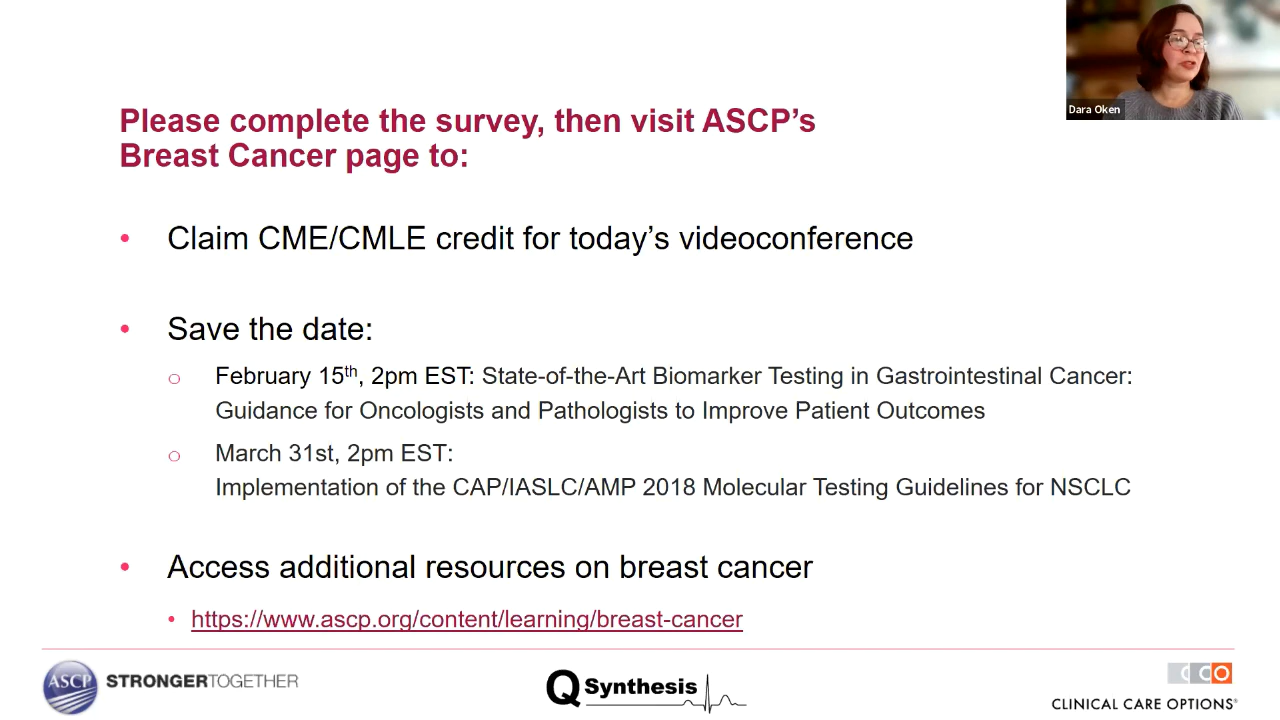 Dara Oken
Please complete the survey, then visit ASCP's
Breast Cancer page to:
• Claim CME/CMLE credit for today's videoconference
• Save the date:
o February 15th, 2pm EST: State-of-the-Art Biomarker Testing in Gastrointestinal Cancer:
Guidance for Oncologists and Pathologists to Improve Patient Outcomes
o March 31st, 2pm EST:
Implementation of the CAP/IASLC/AMP 2018 Molecular Testing Guidelines for NSCLC
• Access additional resources on breast cancer
• https://www.ascp.org/content/learning/breast-cancer
ASCP STRONGERTOGETHER
Q Synthesis
CCO
CLINICAL CARE OPTIONS®